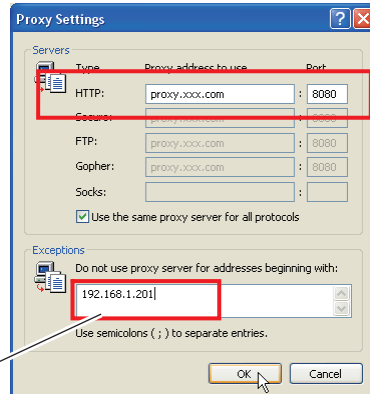 Proxy Settings
Servers
Type Proxy address to use Port
HTTP: proxy.xxx.com : 8080
Secure: proxy.xxx.com : 8080
FTP: proxy.xxx.com : 8080
Gopher: proxy.xxx.com : 8080
Socks: :
Use the same proxy server for all protocols
Exceptions
Do not use proxy server for addresses beginning with:
192.168.1.201
Use semicolons ( ; ) to separate entries.
OK Cancel